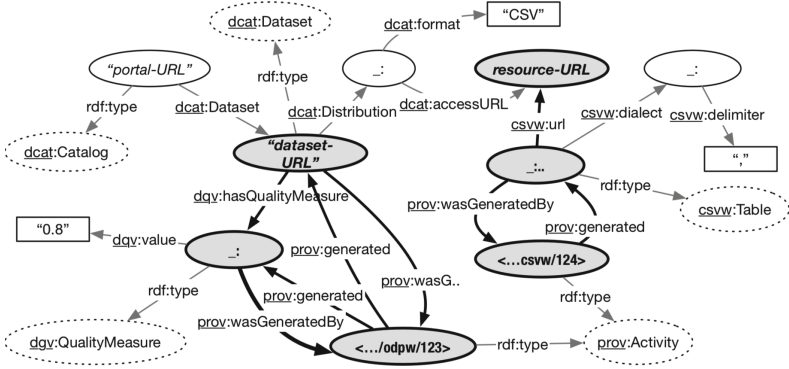 dcat:Dataset
dcat:format
"CSV"
"portal-URL"
_:
resource-URL
_:
rdf:type
rdf:type
dcat:Dataset
dcat:Distribution
dcat:accessURL
csvw:url
csvw:dialect
csvw:delimiter
dcat:Catalog
"dataset-
URL"
_:..
","
rdf:type
dqv:hasQualityMeasure
prov:wasGeneratedBy
csvw:Table
"0.8"
dqv:value
_:
prov:generated
prov:generated
<...csvw/124>
rdf:type
prov:generated
prov:wasG..
rdf:type
prov:wasGeneratedBy
dgv:QualityMeasure
<.../odpw/123>
rdf:type
prov:Activity